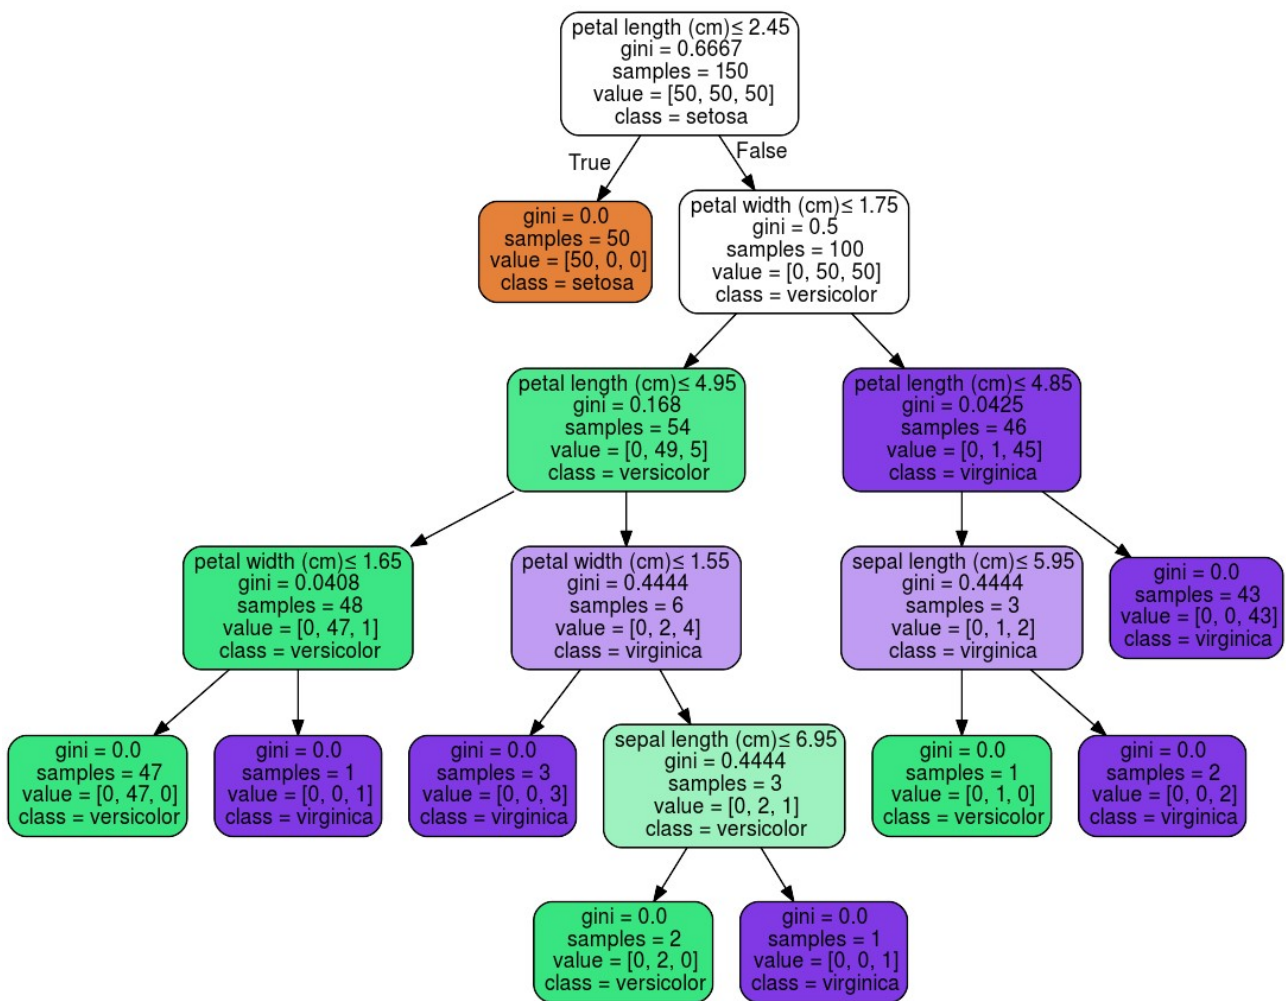 petal length (cm)≤ 2.45
gini = 0.6667
samples = 150
value = [50, 50, 50]
class = setosa
True
False
gini = 0.0
samples = 50
value = [50, 0, 0]
class = setosa
petal width (cm)≤ 1.75
gini = 0.5
samples = 100
value = [0, 50, 50]
class = versicolor
petal length (cm)≤ 4.95
gini = 0.168
samples = 54
value = [0, 49, 5]
class = versicolor
petal length (cm)≤ 4.85
gini = 0.0425
samples = 46
value = [0, 1, 45]
class = virginica
petal width (cm)≤ 1.65
gini = 0.0408
samples = 48
value = [0, 47, 1]
class = versicolor
petal width (cm)≤ 1.55
gini = 0.4444
samples = 6
value = [0, 2, 4]
class = virginica
sepal length (cm)≤ 5.95
gini = 0.4444
samples = 3
value = [0, 1, 2]
class = virginica
gini = 0.0
samples = 43
value = [0, 0, 43]
class = virginica
gini = 0.0
samples = 47
value = [0, 47, 0]
class = versicolor
gini = 0.0
samples = 1
value = [0, 0, 1]
class = virginica
gini = 0.0
samples = 3
value = [0, 0, 3]
class = virginica
sepal length (cm)≤ 6.95
gini = 0.4444
samples = 3
value = [0, 2, 1]
class = versicolor
gini = 0.0
samples = 1
value = [0, 1, 0]
class = versicolor
gini = 0.0
samples = 2
value = [0, 0, 2]
class = virginica
gini = 0.0
samples = 2
value = [0, 2, 0]
class = versicolor
gini = 0.0
samples = 1
value = [0, 0, 1]
class = virginica